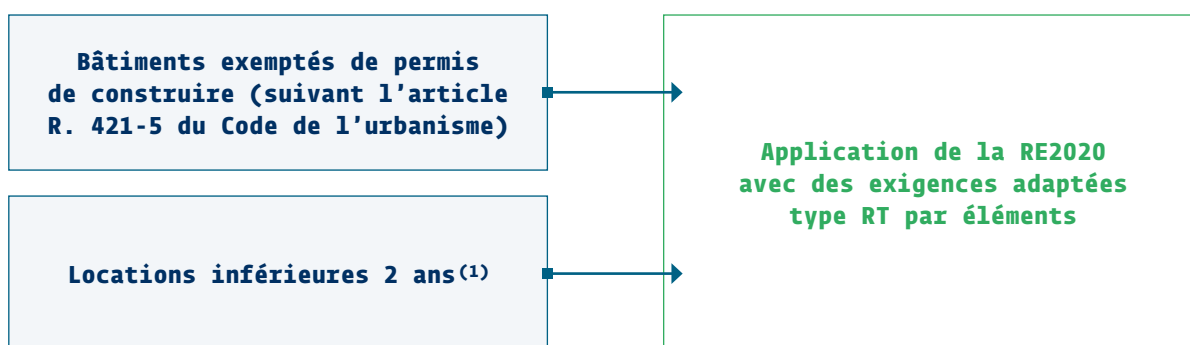 Bâtiments exemptés de permis
de construire (suivant l'article
R. 421-5 du Code de l'urbanisme)
Locations inférieures 2 ans(1)
Application de la RE2020
avec des exigences adaptées
type RT par éléments